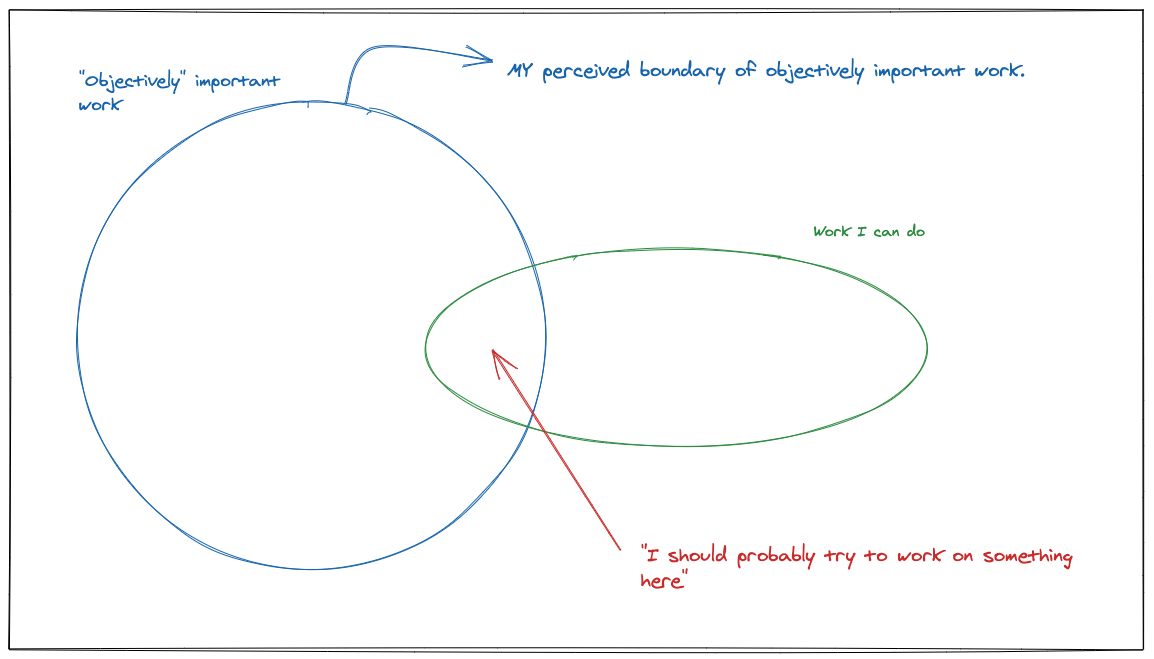 "Objectively" important
work
MY perceived boundary of objectively important work.
Work I can do
"I should probably try to work on something
here"